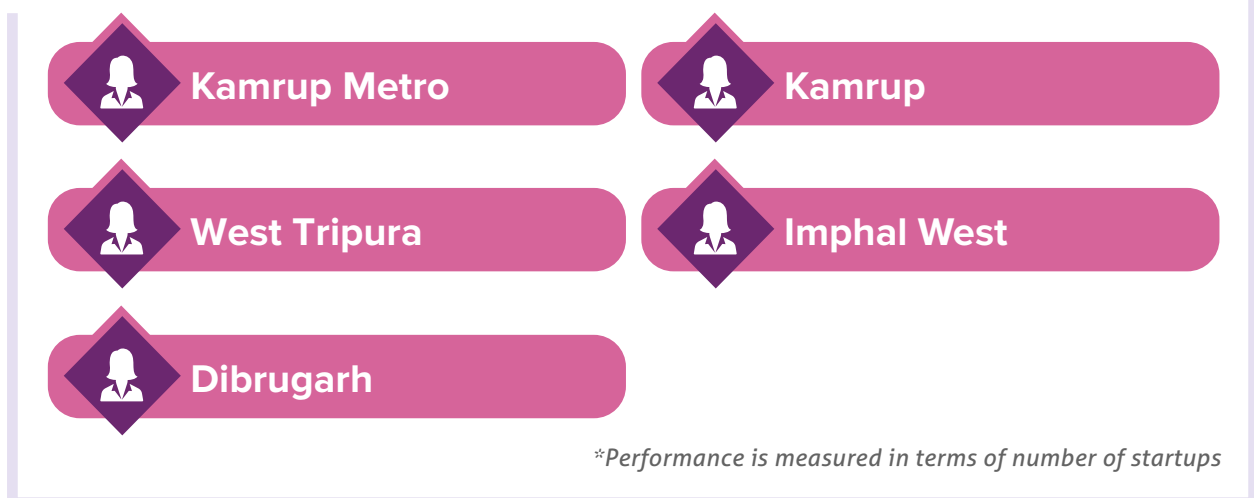 Kamrup Metro
Kamrup
West Tripura
Imphal West
Dibrugarh
*Performance is measured in terms of number of startups